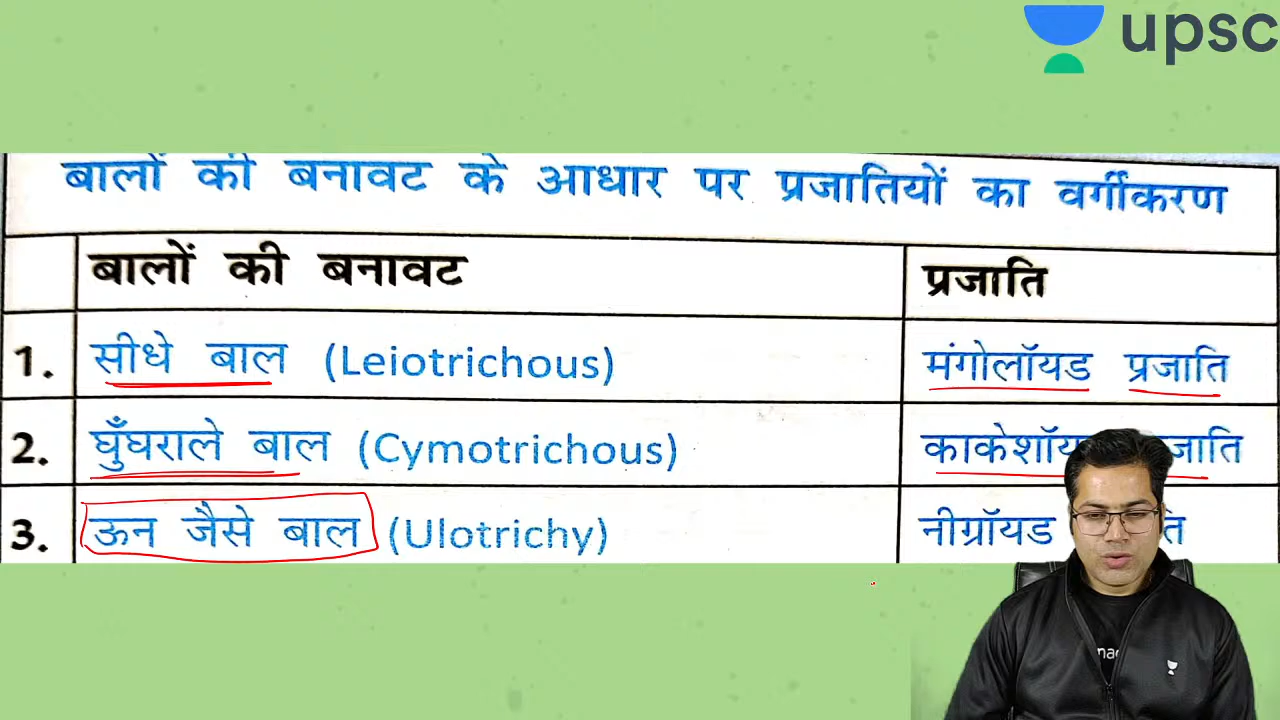 upsc
बालों की बनावट के आधार पर प्रजातियों का वर्गीकरण
बालों की बनावट प्रजाति
1. सीधे बाल (Leiotrichous) मंगोलॉयड प्रजाति
2. घुँघराले बाल (Cymotrichous)
3. ऊन जैसे बाल (Ulotrichy) नीग्रॉयड